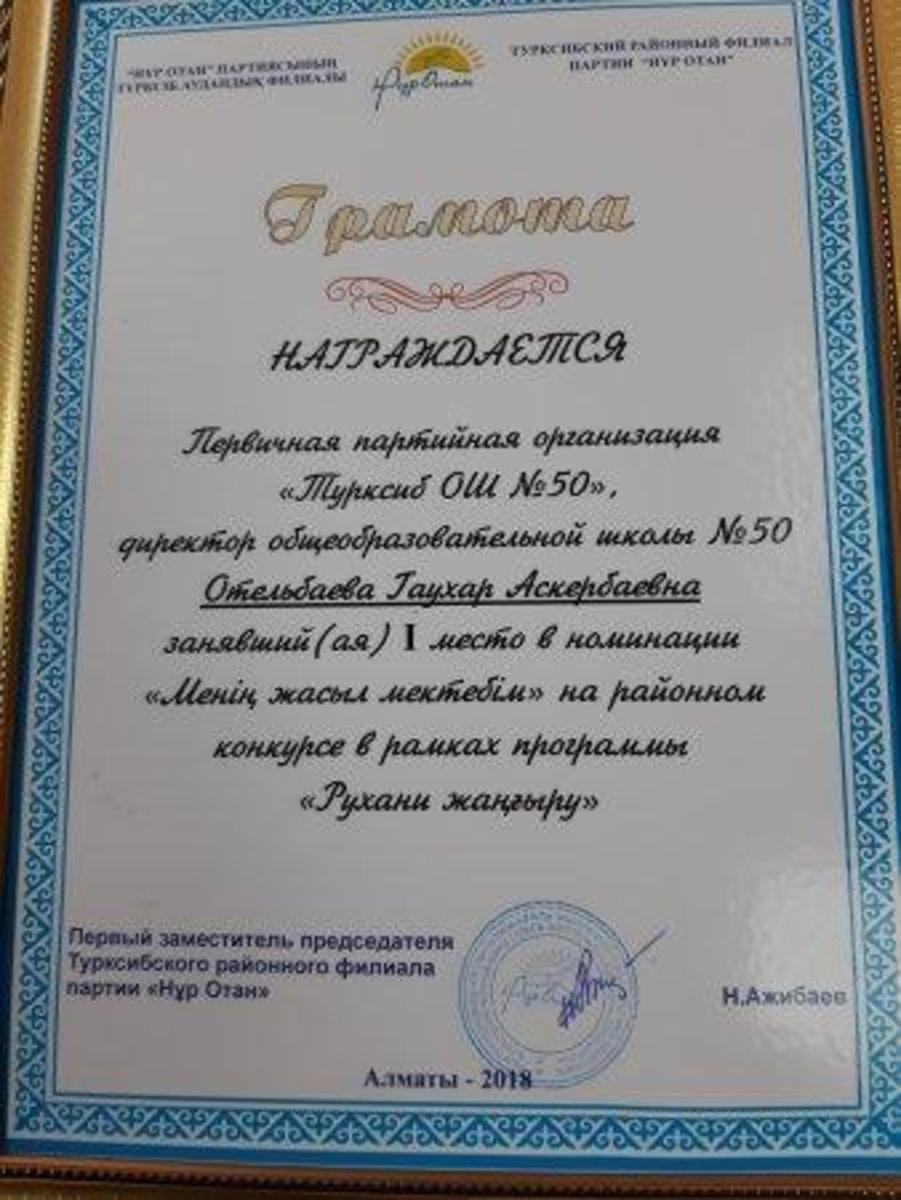 "НҰР ОТАН" ПАРТИЯСЫНЫҢ
ТҮРКСІБ АУДАНДЫҚ ФИЛИАЛЫ
Нұр Отан
ТУРКСИБСКИЙ РАЙОННЫЙ ФИЛИАЛ
ПАРТИИ "НҰР ОТАН"
Грамота
НАГРАЖДАЕТСЯ
Первичная партийная организация
«Турксиб ОШ №50»,
директор общеобразовательной школы №50
Отельбаева Гаухар Аскербаевна
занявший(ая) I место в номинации
«Менің жасыл мектебім» на районном
конкурсе в рамках программы
«Рухани жаңғыру»
Первый заместитель председателя
Турксибского районного филиала
партии «Нұр Отан»
Н.Ажибаев
Алматы - 2018